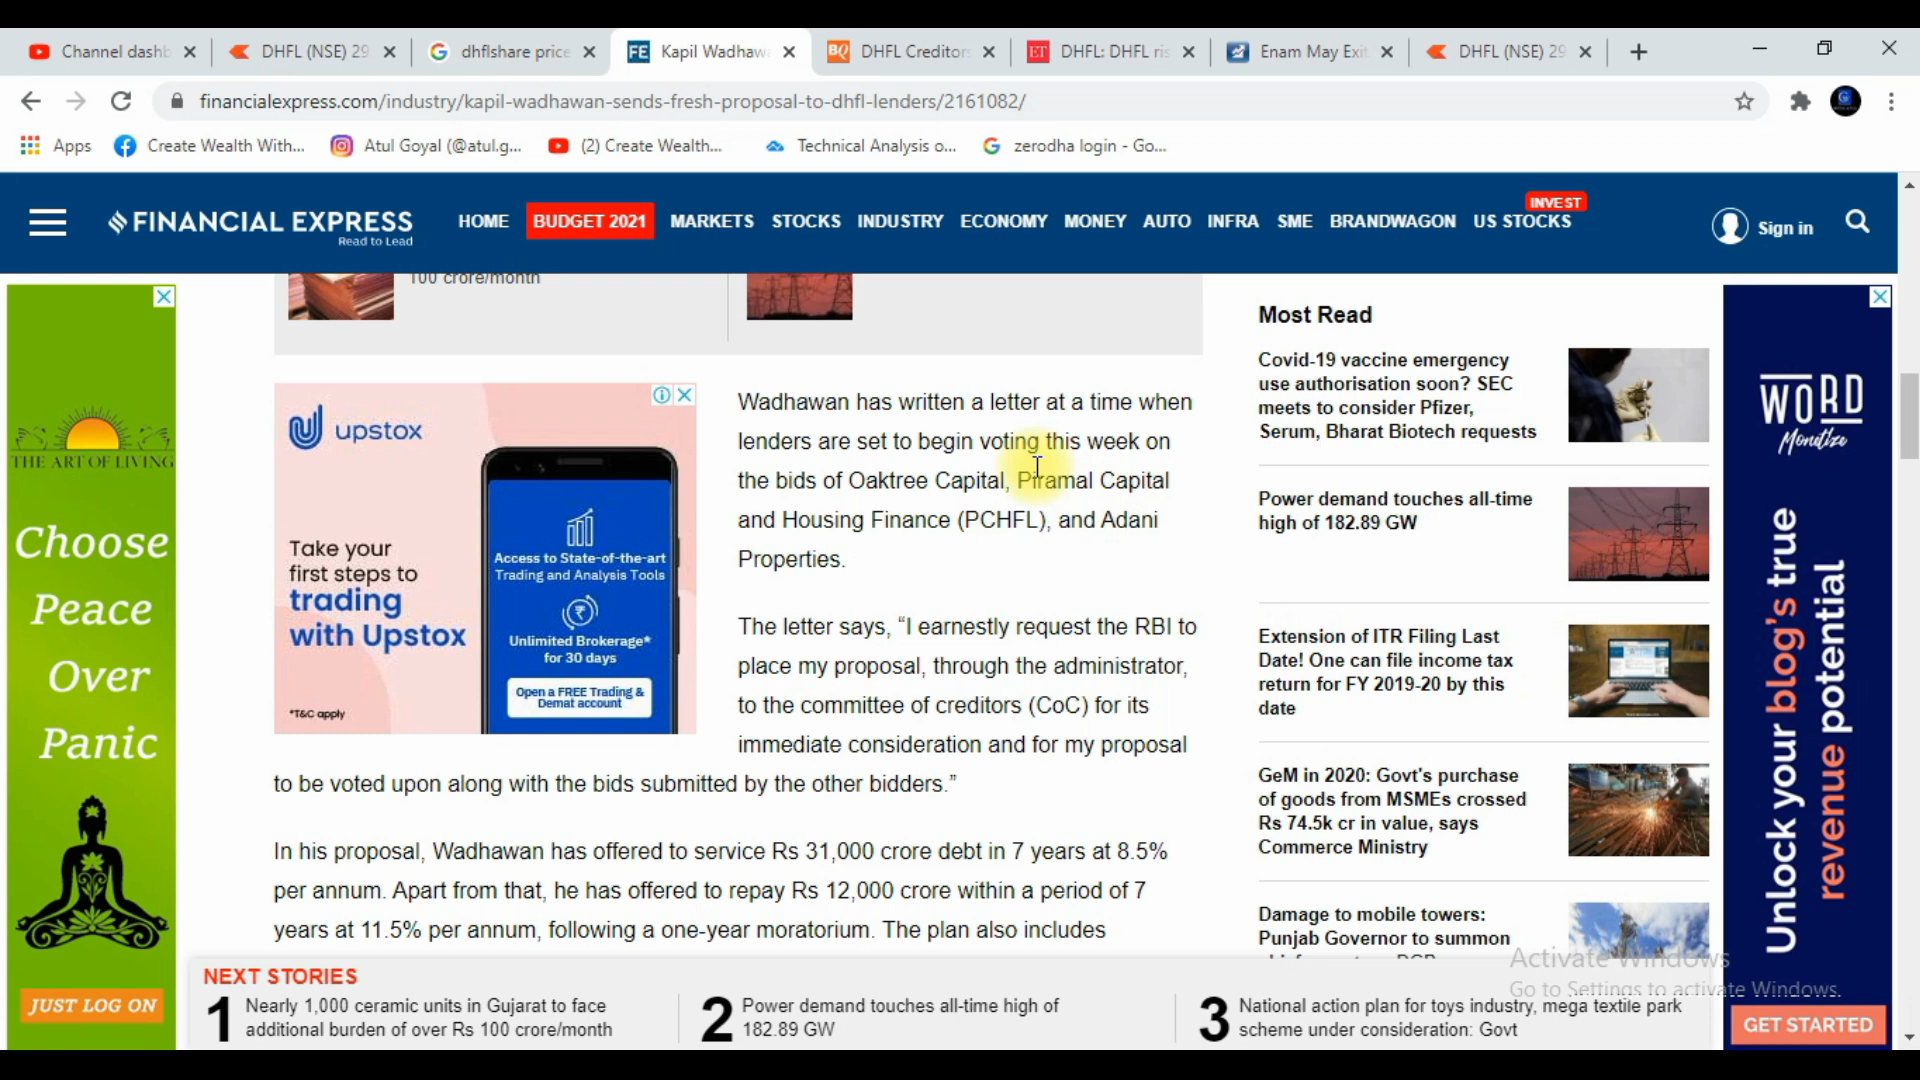 Channel dashb
DHFL (NSE) 29
dhflshare price
FE
Kapil Wadhaw
BQ
DHFL Creditor
ET
DHFL: DHFL ris
Enam May Exit
DHFL (NSE) 29
financialexpress.com/industry/kapil-wadhawan-sends-fresh-proposal-to-dhfl-lenders/2161082/
Apps
Create Wealth With...
Atul Goyal (@atul.g...
(2) Create Wealth...
Technical Analysis o...
zerodha login - Go...
FINANCIAL EXPRESS
Read to Lead
HOME
BUDGET 2021
MARKETS
STOCKS
INDUSTRY
ECONOMY
MONEY
AUTO
INFRA
SME
BRANDWAGON
INVEST
US STOCKS
Sign in
100 crore/month
THE ART OF LIVING
Choose
Peace
Over
Panic
JUST LOG ON
upstox
Take your
first steps to
trading
with Upstox
*T&C apply
Access to State-of-the-art
Trading and Analysis Tools
Unlimited Brokerage*
for 30 days
Open a FREE Trading &
Demat account
Wadhawan has written a letter at a time when
lenders are set to begin voting this week on
the bids of Oaktree Capital, Piramal Capital
and Housing Finance (PCHFL), and Adani
Properties.
The letter says, “I earnestly request the RBI to
place my proposal, through the administrator,
to the committee of creditors (CoC) for its
immediate consideration and for my proposal
to be voted upon along with the bids submitted by the other bidders.”
In his proposal, Wadhawan has offered to service Rs 31,000 crore debt in 7 years at 8.5%
per annum. Apart from that, he has offered to repay Rs 12,000 crore within a period of 7
years at 11.5% per annum, following a one-year moratorium. The plan also includes
Most Read
Covid-19 vaccine emergency
use authorisation soon? SEC
meets to consider Pfizer,
Serum, Bharat Biotech requests
Power demand touches all-time
high of 182.89 GW
Extension of ITR Filing Last
Date! One can file income tax
return for FY 2019-20 by this
date
GeM in 2020: Govt's purchase
of goods from MSMEs crossed
Rs 74.5k cr in value, says
Commerce Ministry
Damage to mobile towers:
Punjab Governor to summon
WORD
Monetize
Unlock your blog's true
revenue potential
GET STARTED
Activate Windows
Go to Settings to activate Windows.
NEXT STORIES
1
Nearly 1,000 ceramic units in Gujarat to face
additional burden of over Rs 100 crore/month
2
Power demand touches all-time high of
182.89 GW
3
National action plan for toys industry, mega textile park
scheme under consideration: Govt